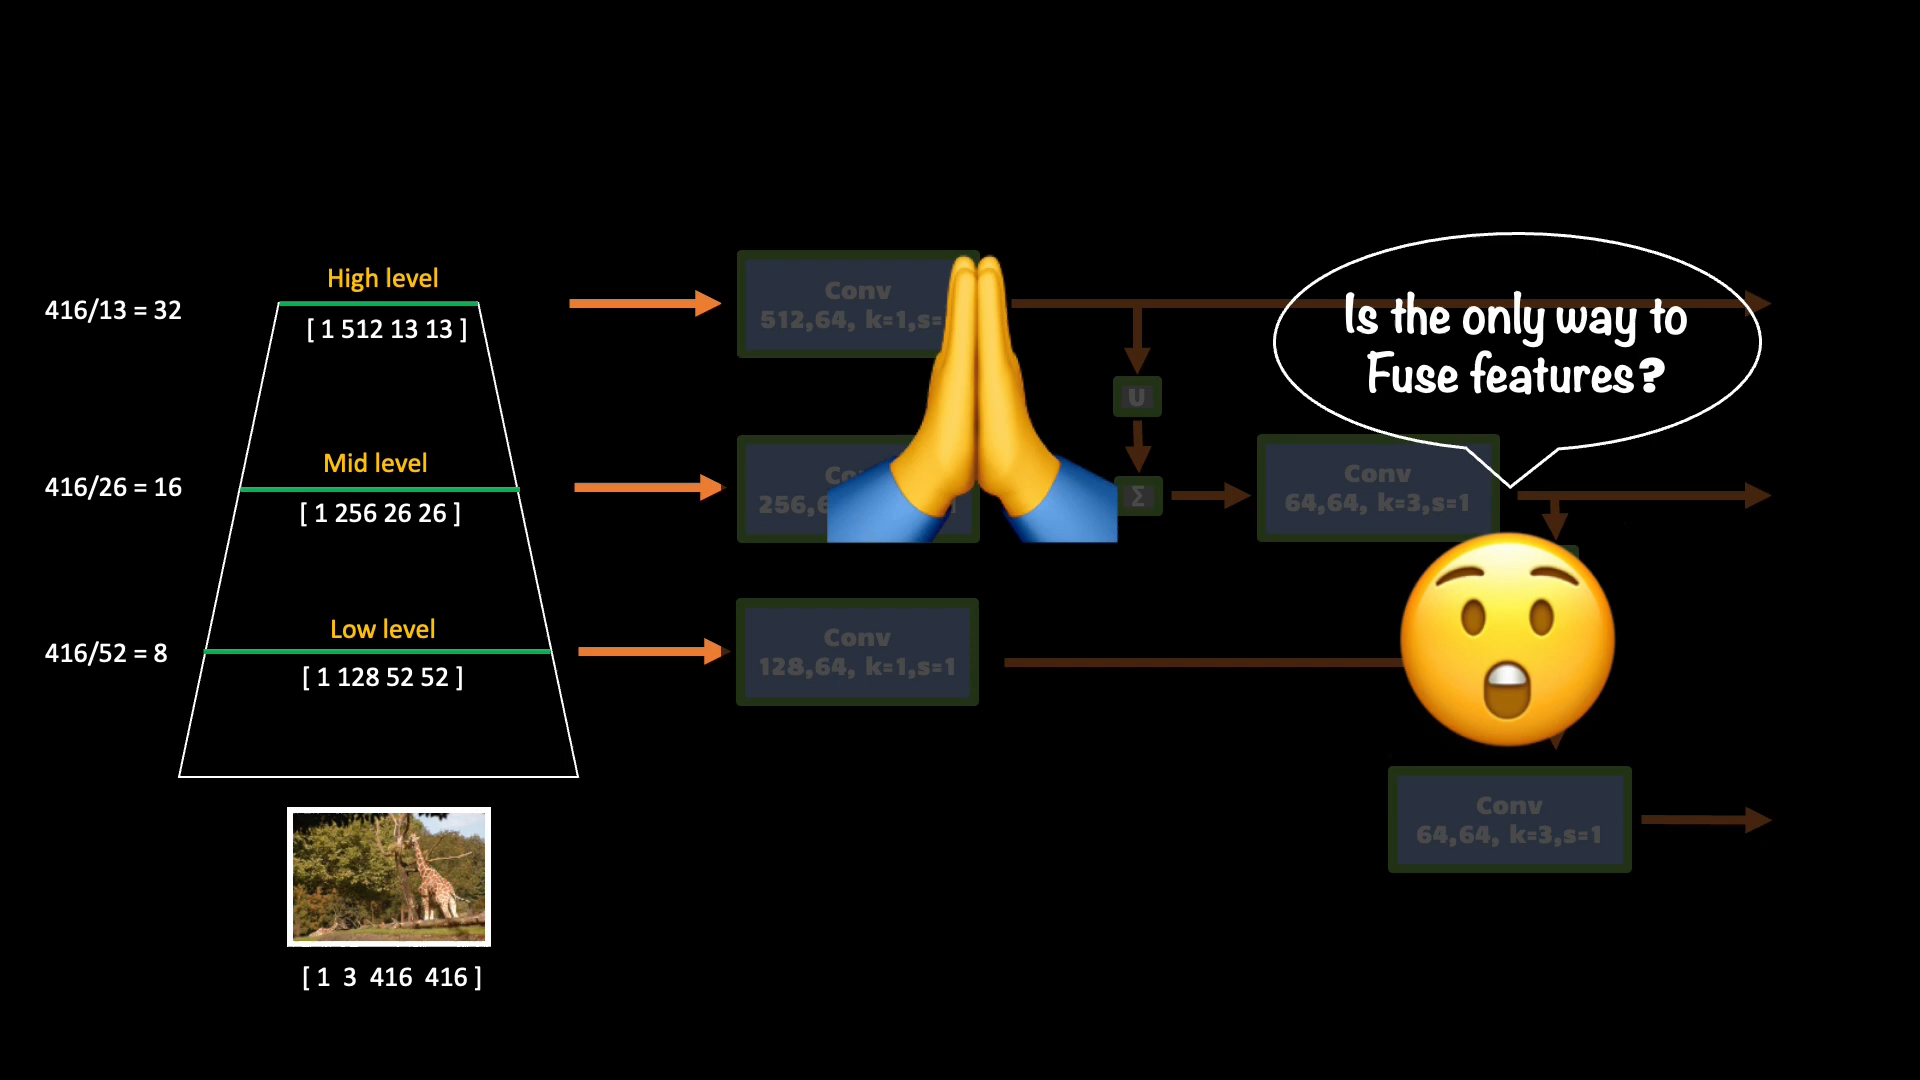 High level
416/13 = 32
[ 1 512 13 13 ]
Mid level
416/26 = 16
[ 1 256 26 26 ]
Low level
416/52 = 8
[ 1 128 52 52 ]
[ 1 3 416 416 ]
Conv
512,64, k=1,s=
256,6
Conv
128,64, k=1,s=1
U
Σ
Conv
64,64, k=3,s=1
Is the only way to
Fuse features?
Conv
64,64, k=3,s=1